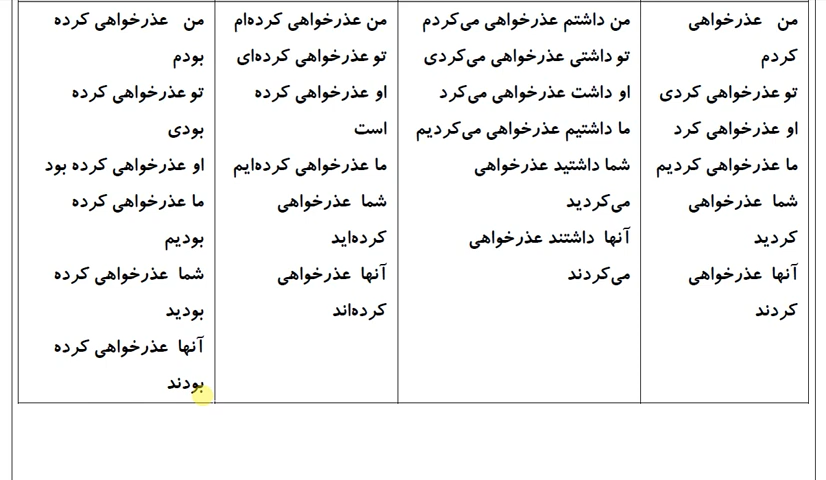 من عذرخواهی
کردم
تو عذرخواهی کردی
او عذرخواهی کرد
ما عذرخواهی کردیم
شما عذرخواهی
کردید
آنها عذرخواهی
کردند
من داشتم عذرخواهی می‌کردم
تو داشتی عذرخواهی می‌کردی
او داشت عذرخواهی می‌کرد
ما داشتیم عذرخواهی می‌کردیم
شما داشتید عذرخواهی
می‌کردید
آنها داشتند عذرخواهی
می‌کردند
من عذرخواهی کرده‌ام
تو عذرخواهی کرده‌ای
او عذرخواهی کرده
است
ما عذرخواهی کرده‌ایم
شما عذرخواهی
کرده‌اید
آنها عذرخواهی
کرده‌اند
من عذرخواهی کرده
بودم
تو عذرخواهی کرده
بودی
او عذرخواهی کرده بود
ما عذرخواهی کرده
بودیم
شما عذرخواهی کرده
بودید
آنها عذرخواهی کرده
بودند